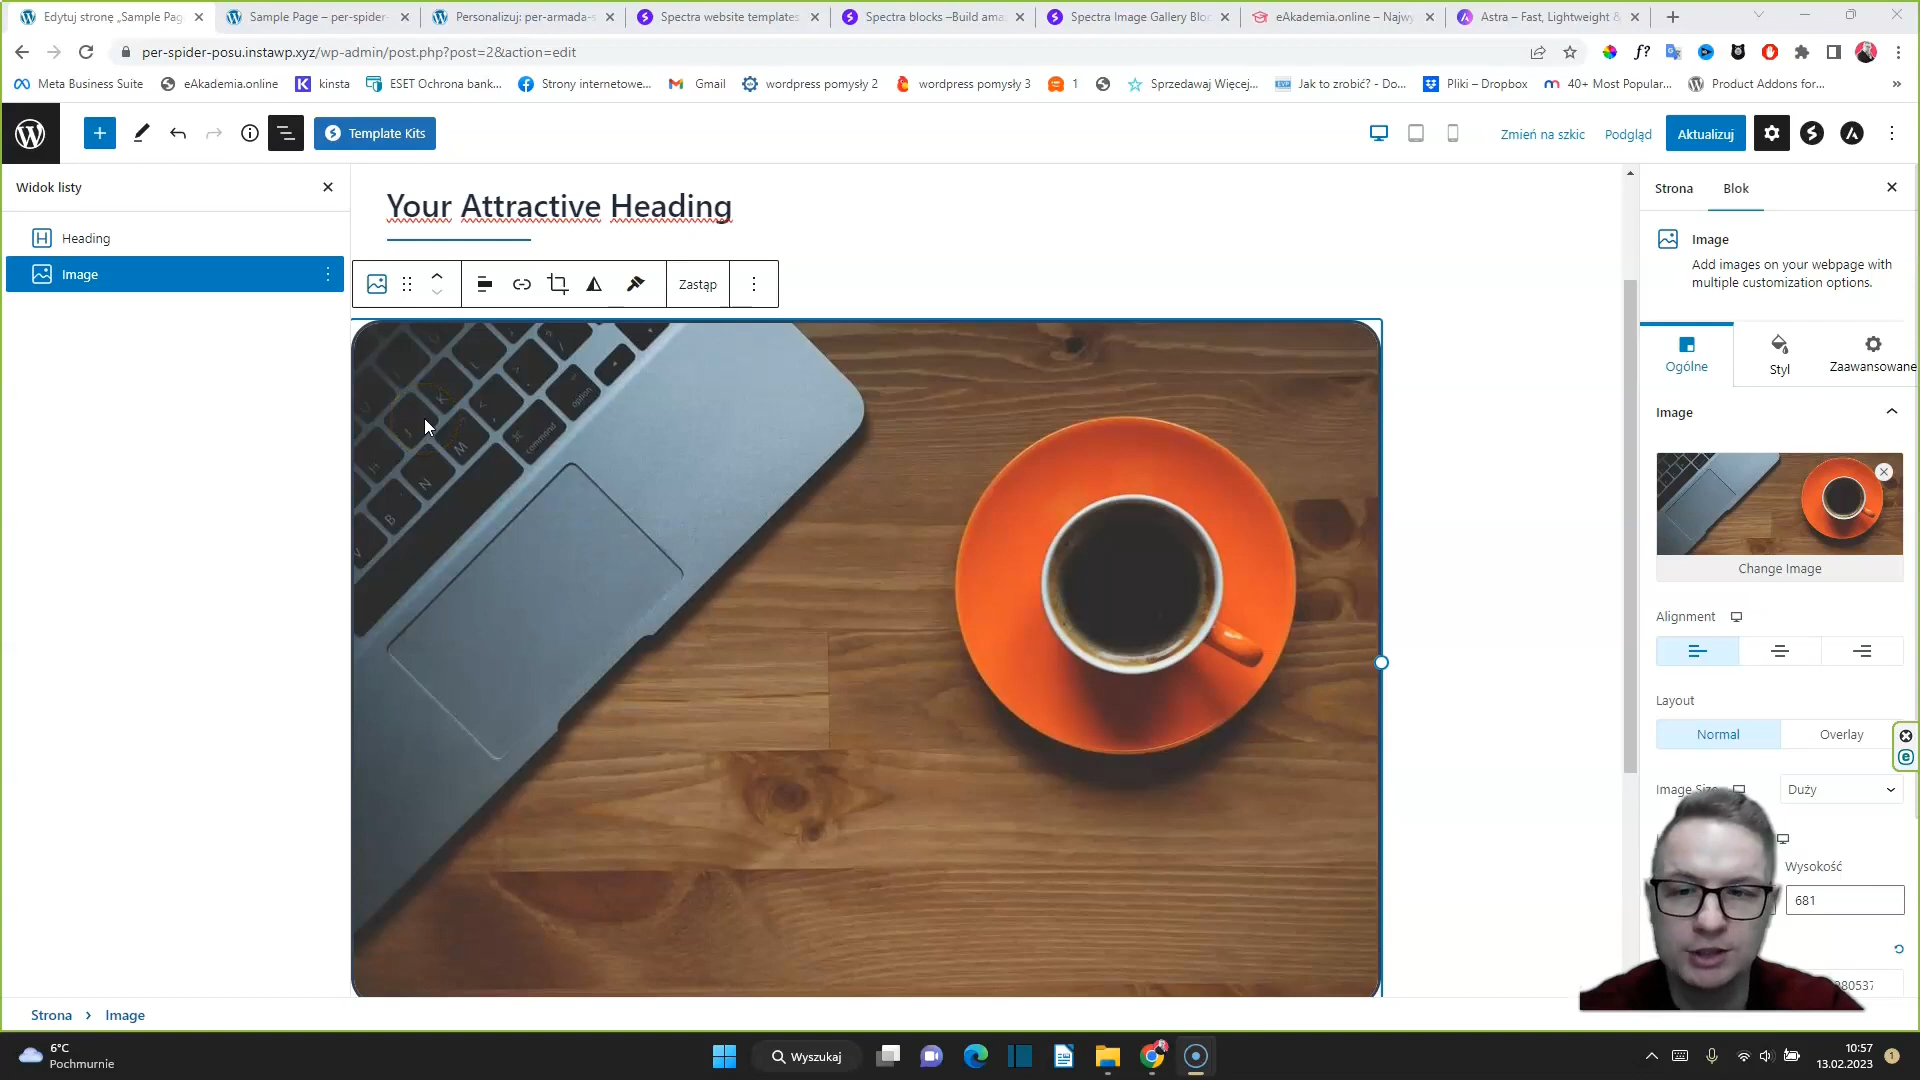 Edytuj stronę „Sample Pag
Sample Page – per-spider-
Personalizuj: per-armada-s
Spectra website templates
Spectra blocks –Build ama
Spectra Image Gallery Bloc
eAkademia.online – Najwy
Astra – Fast, Lightweight &
per-spider-posu.instawp.xyz/wp-admin/post.php?post=2&action=edit
Meta Business Suite
eAkademia.online
kinsta
ESET Ochrona bank...
Strony internetowe...
Gmail
wordpress pomysły 2
wordpress pomysły 3
1
Sprzedawaj Więcej,...
Jak to zrobić? - Do...
Pliki – Dropbox
40+ Most Popular...
Product Addons for...
Template Kits
Zmień na szkic
Podgląd
Aktualizuj
Widok listy
Heading
Image
Your Attractive Heading
Zastąp
option
command
K
J
M
N
B
V
Strona
Blok
Image
Add images on your webpage with
multiple customization options.
Ogólne
Styl
Zaawansowane
Image
Change Image
Alignment
Layout
Normal
Overlay
Image Size
Duży
Wysokość
681
Strona
Image
6°C
Pochmurnie
Wyszukaj
10:57
13.02.2023
1